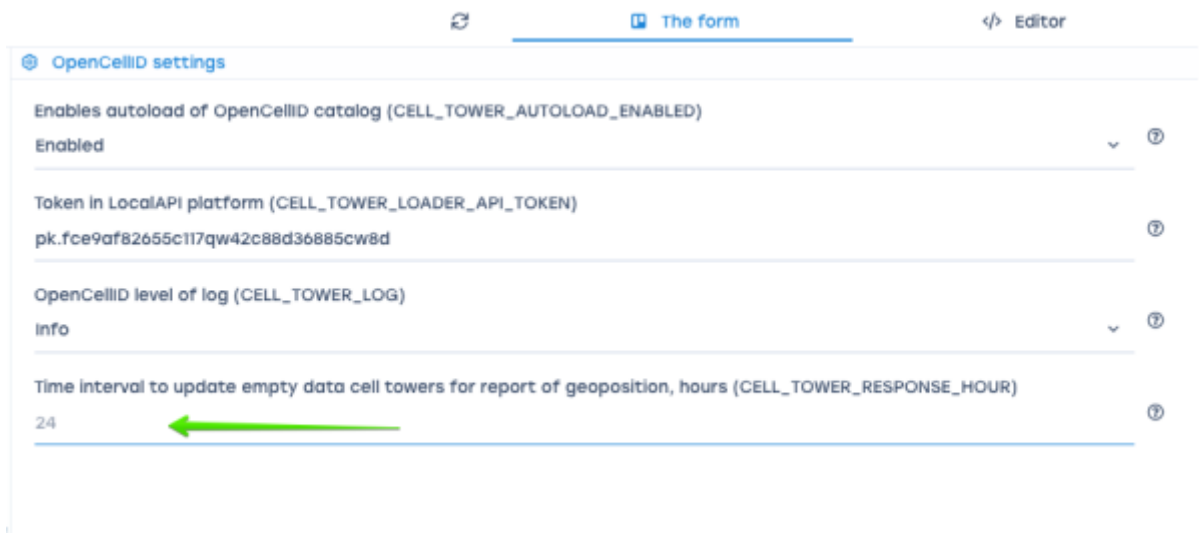 The form
</> Editor
OpenCellID settings
Enables autoload of OpenCellID catalog (CELL_TOWER_AUTOLOAD_ENABLED)
Enabled
Token in LocalAPI platform (CELL_TOWER_LOADER_API_TOKEN)
pk.fce9af82655c117qw42c88d36885cw8d
OpenCellID level of log (CELL_TOWER_LOG)
Info
Time interval to update empty data cell towers for report of geoposition, hours (CELL_TOWER_RESPONSE_HOUR)
24